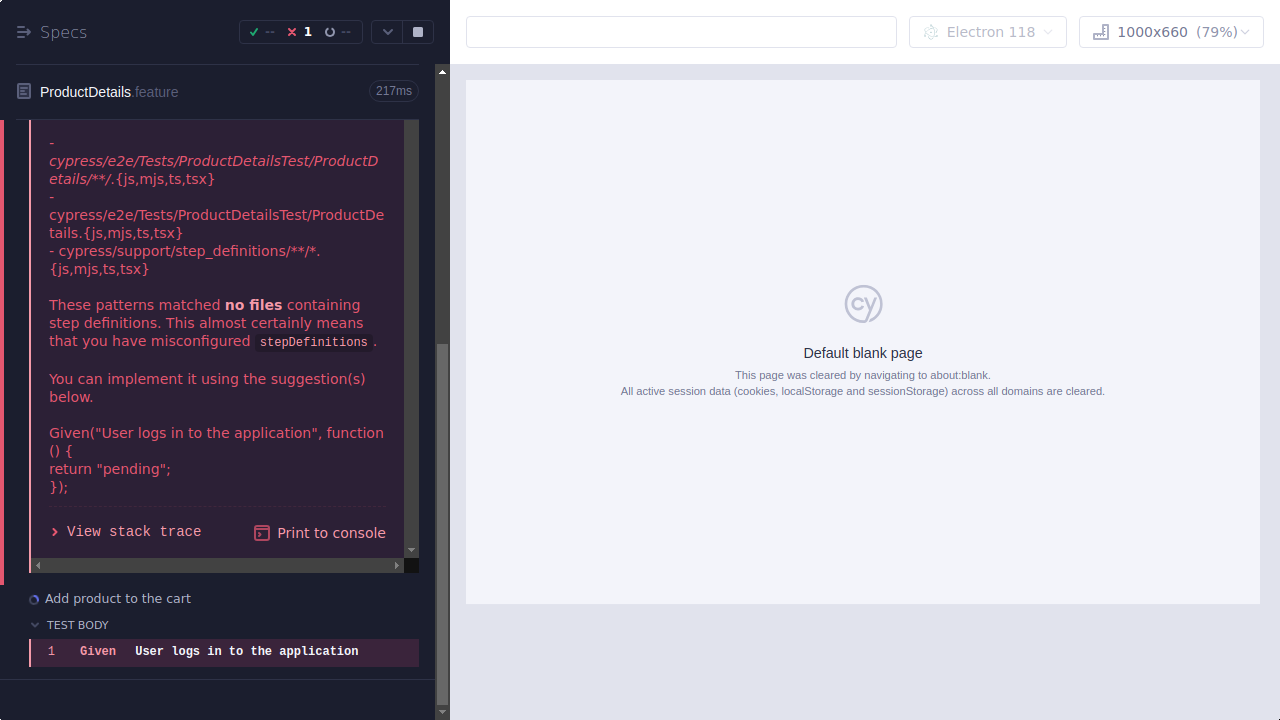 Specs
--
1
--
Electron 118
1000x660 (79%)
ProductDetails.feature
217ms
-
cypress/e2e/Tests/ProductDetailsTest/ProductD
etails/**/.{js,mjs,ts,tsx}
-
cypress/e2e/Tests/ProductDetailsTest/ProductDe
tails.{js,mjs,ts,tsx}
- cypress/support/step_definitions/**/*.
{js,mjs,ts,tsx}
These patterns matched no files containing
step definitions. This almost certainly means
that you have misconfigured stepDefinitions.
You can implement it using the suggestion(s)
below.
Given("User logs in to the application", function
() {
return "pending";
});
View stack trace
Print to console
Add product to the cart
TEST BODY
1 Given User logs in to the application
cy
Default blank page
This page was cleared by navigating to about:blank.
All active session data (cookies, localStorage and sessionStorage) across all domains are cleared.